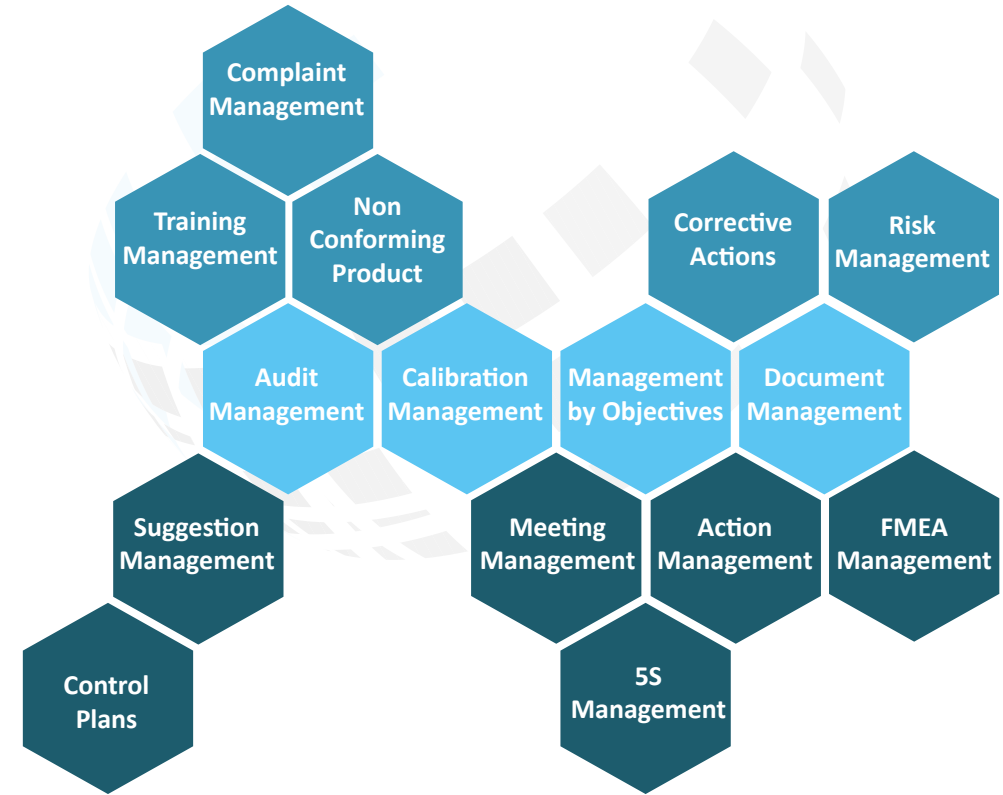 Complaint
Management
Training
Management
Non
Conforming
Product
Corrective
Actions
Risk
Management
Audit
Management
Calibration
Management
Management
by Objectives
Document
Management
Suggestion
Management
Meeting
Management
Action
Management
FMEA
Management
Control
Plans
5S
Management